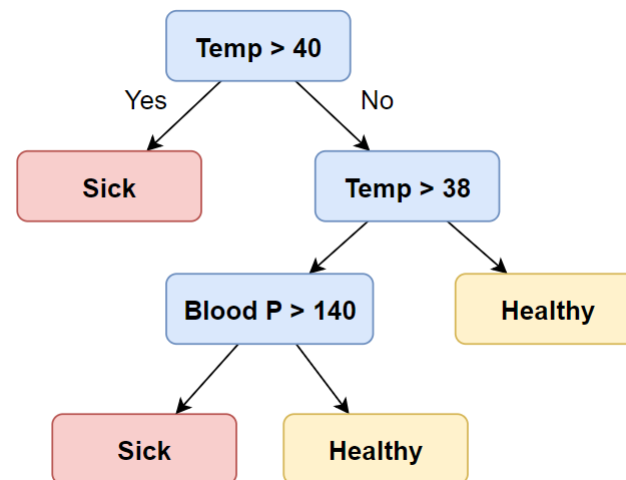 Temp > 40
Yes
No
Sick
Temp > 38
Blood P > 140
Healthy
Sick
Healthy